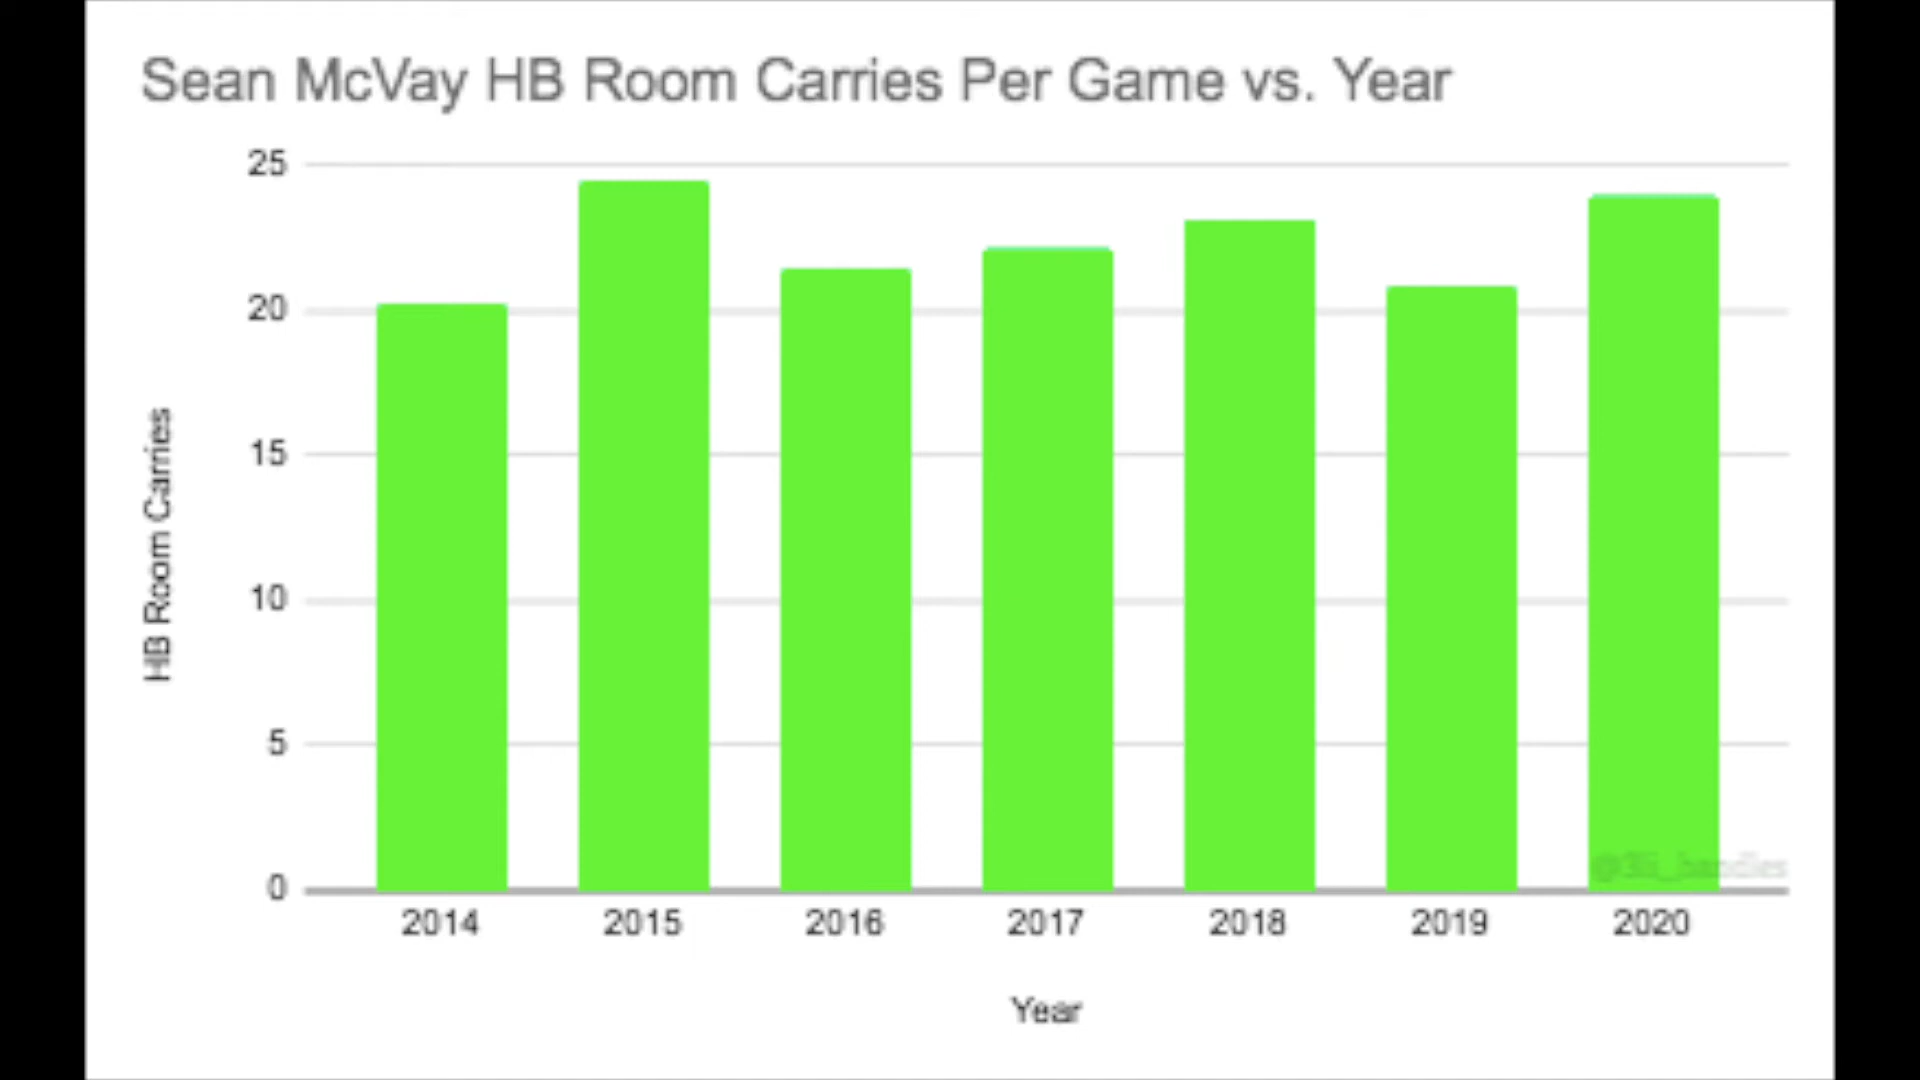 Sean McVay HB Room Carries Per Game vs. Year
25
20
15
10
5
0
HB Room Carries
2014 2015 2016 2017 2018 2019 2020
Year